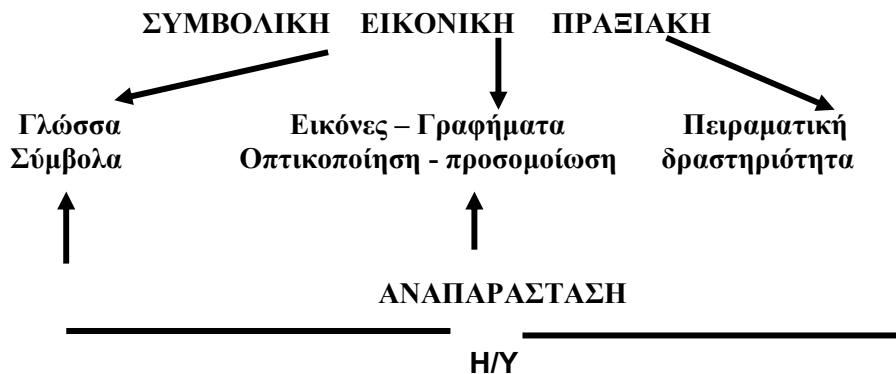 ΣΥΜΒΟΛΙΚΗ ΕΙΚΟΝΙΚΗ ΠΡΑΞΙΑΚΗ
Γλώσσα Εικόνες – Γραφήματα Πειραματική
Σύμβολα Οπτικοποίηση - προσομοίωση δραστηριότητα
ΑΝΑΠΑΡΑΣΤΑΣΗ
Η/Υ